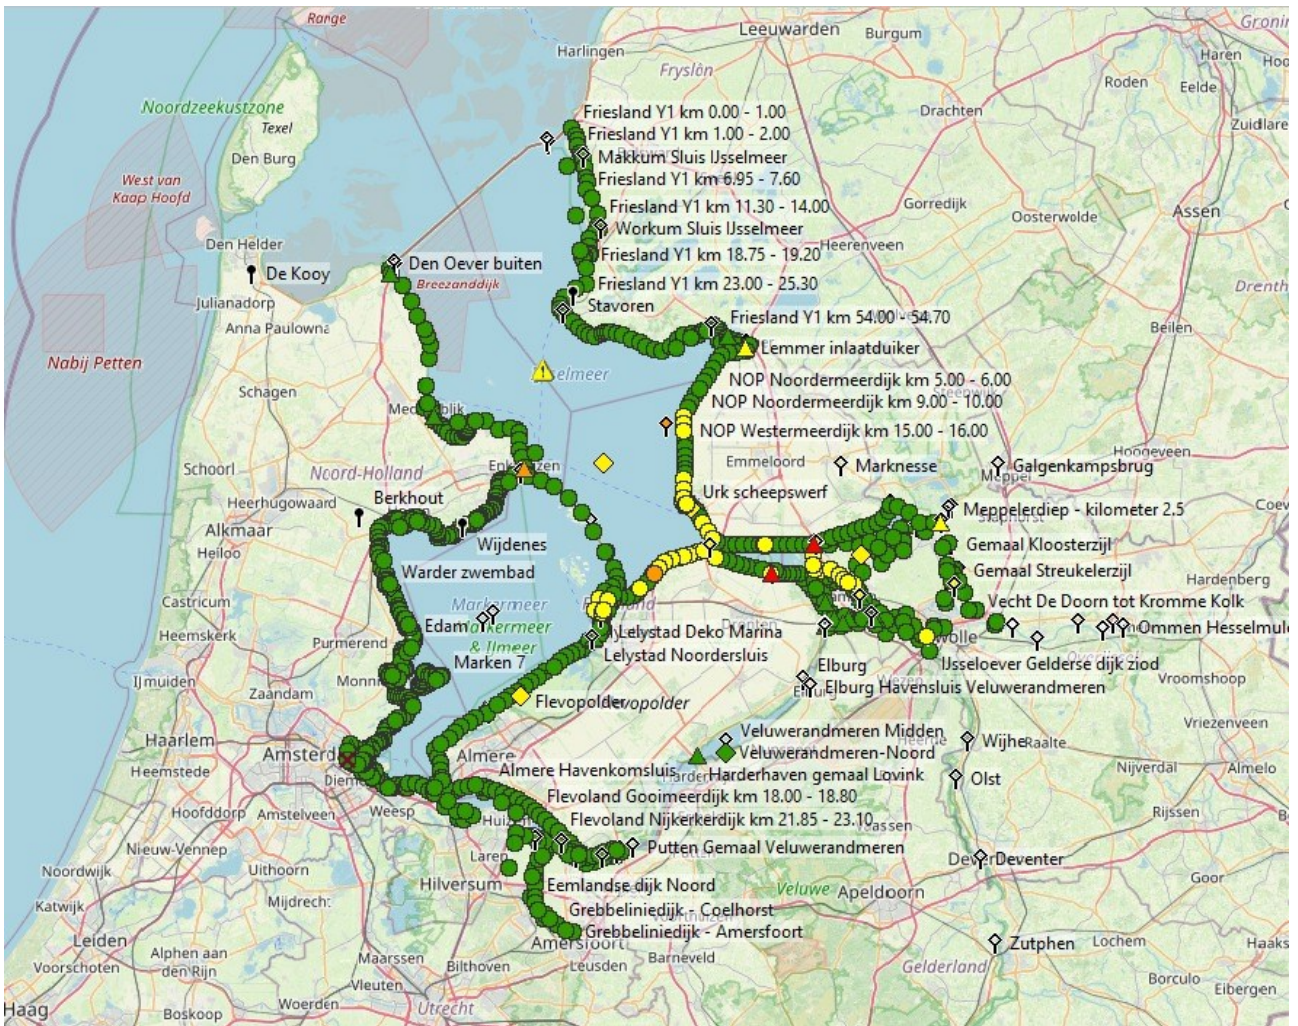 Range
Leeuwarden
Harlingen
Burgum
Haren
Roden
Eelde
Fryslân
Noordzeekustzone
Texel
Den Burg
Drachten
Friesland Y1 km 0.00 - 1.00
Friesland Y1 km 1.00 - 2.00
Makkum Sluis IJsselmeer
Friesland Y1 km 6.95 - 7.60
West van
Kaap Hoofd
Friesland Y1 km 11.30 - 14.00
Gorredijk
Assen
Oosterwolde
Workum Sluis IJsselmeer
Heerenveen
Den Helder
De Kooy
Den Oever buiten
Friesland Y1 km 18.75 - 19.20
Breezanddijk
Friesland Y1 km 23.00 - 25.30
Julianadorp
Stavoren
Anna Paulowna
Friesland Y1 km 54.00 - 54.70
Beilen
Nabij Petten
Lemmer inlaatduiker
Schagen
NOP Noordermeerdijk km 5.00 - 6.00
NOP Noordermeerdijk km 9.00 - 10.00
NOP Westermeerdijk km 15.00 - 16.00
Hoogeveen
Schoorl
Noord-Holland
Emmeloord
Marknesse
Galgenkampsbrug
Meppel
Heerhugowaard
Berkhout
Urk scheepswerf
Meppelerdiep - kilometer 2.5
Alkmaar
Heiloo
Wijdenes
Gemaal Kloosterzijl
Warder zwembad
Gemaal Streukelerzijl
Hardenberg
Castricum
Markermeer
Markermeer
& IJmeer
Vecht De Doorn tot Kromme Kolk
Heemskerk
Edam
Purmerend
Lelystad Deko Marina
Dronten
Ommen Hesselmul
Lelystad Noordersluis
Marken 7
IJsseloever Gelderse dijk ziod
IJmuiden
Elburg
Elburg Havensluis Veluwerandmeren
Vroomshoop
Zaandam
Flevopolder
Haarlem
Veluwerandmeren Midden
Wijhe
Raalte
Vriezenveen
Amsterda
Almere
Veluwerandmeren-Noord
Heemstede
Almere Havenkomsluis
Harderhaven gemaal Lovink
Olst
Nijverdal
Almelo
Hoofddorp
Amstelveen
Weesp
Flevoland Gooimeerdijk km 18.00 - 18.80
Flevoland Nijkerkerdijk km 21.85 - 23.10
Rijssen
Nieuw-Vennep
Laren
Putten Gemaal Veluwerandmeren
Deventer
Noordwijk
Uithoorn
Hilversum
Eemlandse dijk Noord
Veluwe
Apeldoorn
Goor
Katwijk
Mijdrecht
Grebbeliniedijk - Coelhorst
Grebbeliniedijk - Amersfoort
Leiden
Alphen aan
den Rijn
Maarssen
Amersfoort
Zutphen
Lochem
Voorschoten
Bilthoven
Leusden
Barneveld
Gelderland
Vleuten
Borculo
Eibergen
Haag
Woerden
Boskoop
Utrecht